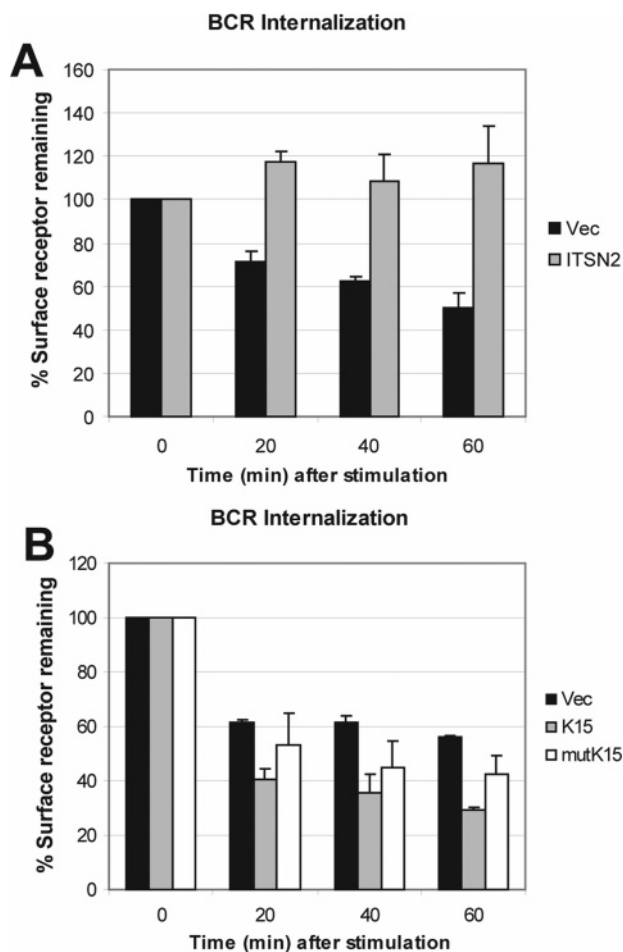 BCR Internalization
A
% Surface receptor remaining
160
140
120
100
80
60
40
20
0
0 20 40 60
Time (min) after stimulation
Vec
ITSN2
BCR Internalization
B
% Surface receptor remaining
120
100
80
60
40
20
0
0 20 40 60
Time (min) after stimulation
Vec
K15
mutK15